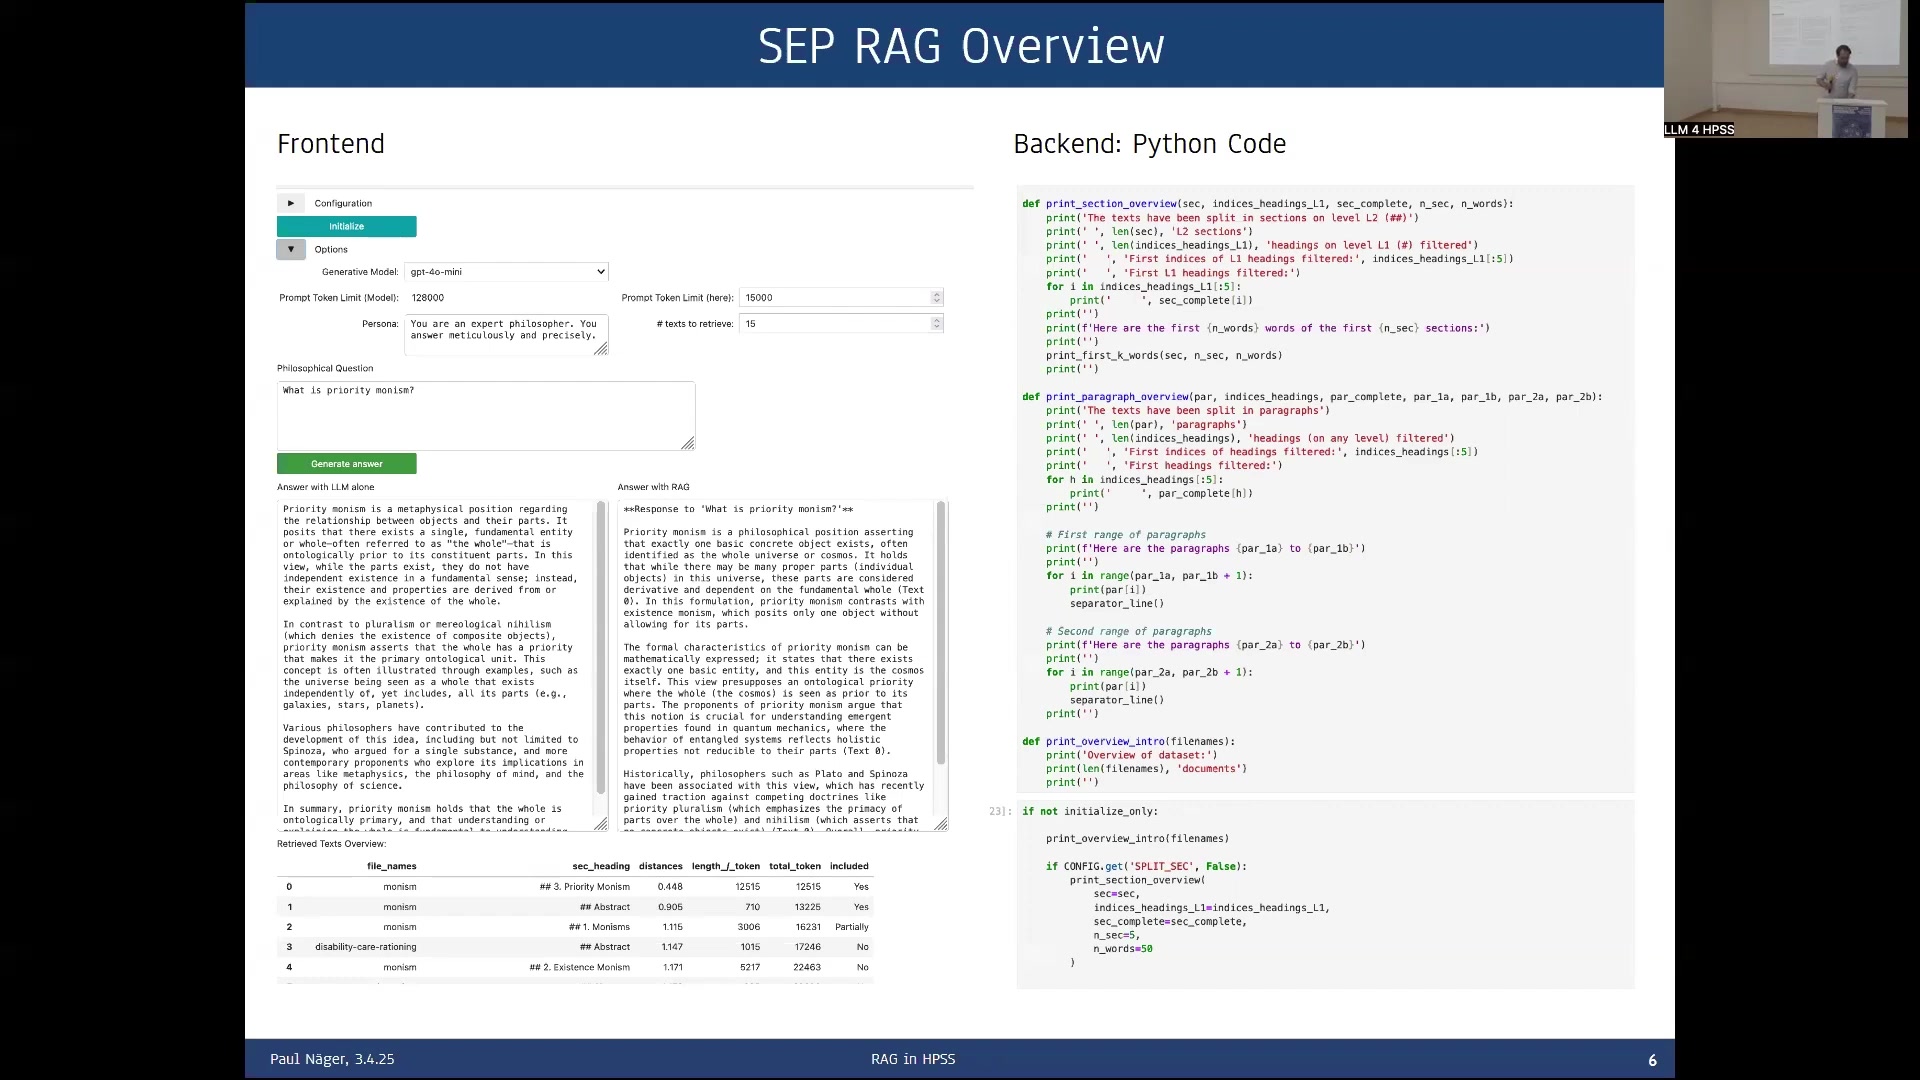 SEP RAG Overview
LLM 4 HPSS
Frontend
Configuration
Initialize
Options
Generative Model: gpt-4o-mini
Prompt Token Limit (Model): 128000
Prompt Token Limit (here): 15000
Persona: You are an expert philosopher. You
answer meticulously and precisely.
# texts to retrieve: 15
Philosophical Question
What is priority monism?
Generate answer
Answer with LLM alone
Priority monism is a metaphysical position regarding
the relationship between objects and their parts. It
posits that there exists a single, fundamental entity
or whole—often referred to as "the whole"—that is
ontologically prior to its constituent parts. In this
view, while the parts exist, they do not have
independent existence in a fundamental sense; instead,
their existence and properties are derived from or
explained by the existence of the whole.
In contrast to pluralism or mereological nihilism
(which denies the existence of composite objects),
priority monism asserts that the whole has a priority
that makes it the primary ontological unit. This
concept is often illustrated through examples, such as
the universe being seen as a whole that exists
independently of, yet includes, all its parts (e.g.,
galaxies, stars, planets).
Various philosophers have contributed to the
development of this idea, including but not limited to
Spinoza, who argued for a single substance, and more
contemporary proponents who explore its implications in
areas like metaphysics, the philosophy of mind, and the
philosophy of science.
In summary, priority monism holds that the whole is
ontologically primary, and that understanding or
Answer with RAG
**Response to 'What is priority monism?'**
Priority monism is a philosophical position asserting
that exactly one basic concrete object exists, often
identified as the whole universe or cosmos. It holds
that while there may be many proper parts (individual
objects) in this universe, these parts are considered
derivative and dependent on the fundamental whole (Text
0). In this formulation, priority monism contrasts with
existence monism, which posits only one object without
allowing for its parts.
The formal characteristics of priority monism can be
mathematically expressed; it states that there exists
exactly one basic entity, and this entity is the cosmos
itself. This view presupposes an ontological priority
where the whole (the cosmos) is seen as prior to its
parts. The proponents of priority monism argue that
this notion is crucial for understanding emergent
properties found in quantum mechanics, where the
behavior of entangled systems reflects holistic
properties not reducible to their parts (Text 0).
Historically, philosophers such as Plato and Spinoza
have been associated with this view, which has recently
gained traction against competing doctrines like
priority pluralism (which emphasizes the primacy of
parts over the whole) and nihilism (which asserts that
Retrieved Texts Overview:
file_names sec_heading distances length_/_token total_token included
0 monism ## 3. Priority Monism 0.448 12515 12515 Yes
1 monism ## Abstract 0.905 710 13225 Yes
2 monism ## 1. Monisms 1.115 3006 16231 Partially
3 disability-care-rationing ## Abstract 1.147 1015 17246 No
4 monism ## 2. Existence Monism 1.171 5217 22463 No
Backend: Python Code
def print_section_overview(sec, indices_headings_L1, sec_complete, n_sec, n_words):
print('The texts have been split in sections on level L2 (##)')
print(' ', len(sec), 'L2 sections')
print(' ', len(indices_headings_L1), 'headings on level L1 (#) filtered')
print('   ', 'First indices of L1 headings filtered:', indices_headings_L1[:5])
print('   ', 'First L1 headings filtered:')
for i in indices_headings_L1[:5]:
print('     ', sec_complete[i])
print('')
print(f'Here are the first {n_words} words of the first {n_sec} sections:')
print('')
print_first_k_words(sec, n_sec, n_words)
print('')
def print_paragraph_overview(par, indices_headings, par_complete, par_1a, par_1b, par_2a, par_2b):
print('The texts have been split in paragraphs')
print(' ', len(par), 'paragraphs')
print(' ', len(indices_headings), 'headings (on any level) filtered')
print('   ', 'First indices of headings filtered:', indices_headings[:5])
print('   ', 'First headings filtered:')
for h in indices_headings[:5]:
print('     ', par_complete[h])
print('')
# First range of paragraphs
print(f'Here are the paragraphs {par_1a} to {par_1b}')
print('')
for i in range(par_1a, par_1b + 1):
print(par[i])
separator_line()
# Second range of paragraphs
print(f'Here are the paragraphs {par_2a} to {par_2b}')
print('')
for i in range(par_2a, par_2b + 1):
print(par[i])
separator_line()
print('')
def print_overview_intro(filenames):
print('Overview of dataset:')
print(len(filenames), 'documents')
print('')
23]: if not initialize_only:
print_overview_intro(filenames)
if CONFIG.get('SPLIT_SEC', False):
print_section_overview(
sec=sec,
indices_headings_L1=indices_headings_L1,
sec_complete=sec_complete,
n_sec=5,
n_words=50
)
Paul Näger, 3.4.25
RAG in HPSS
6